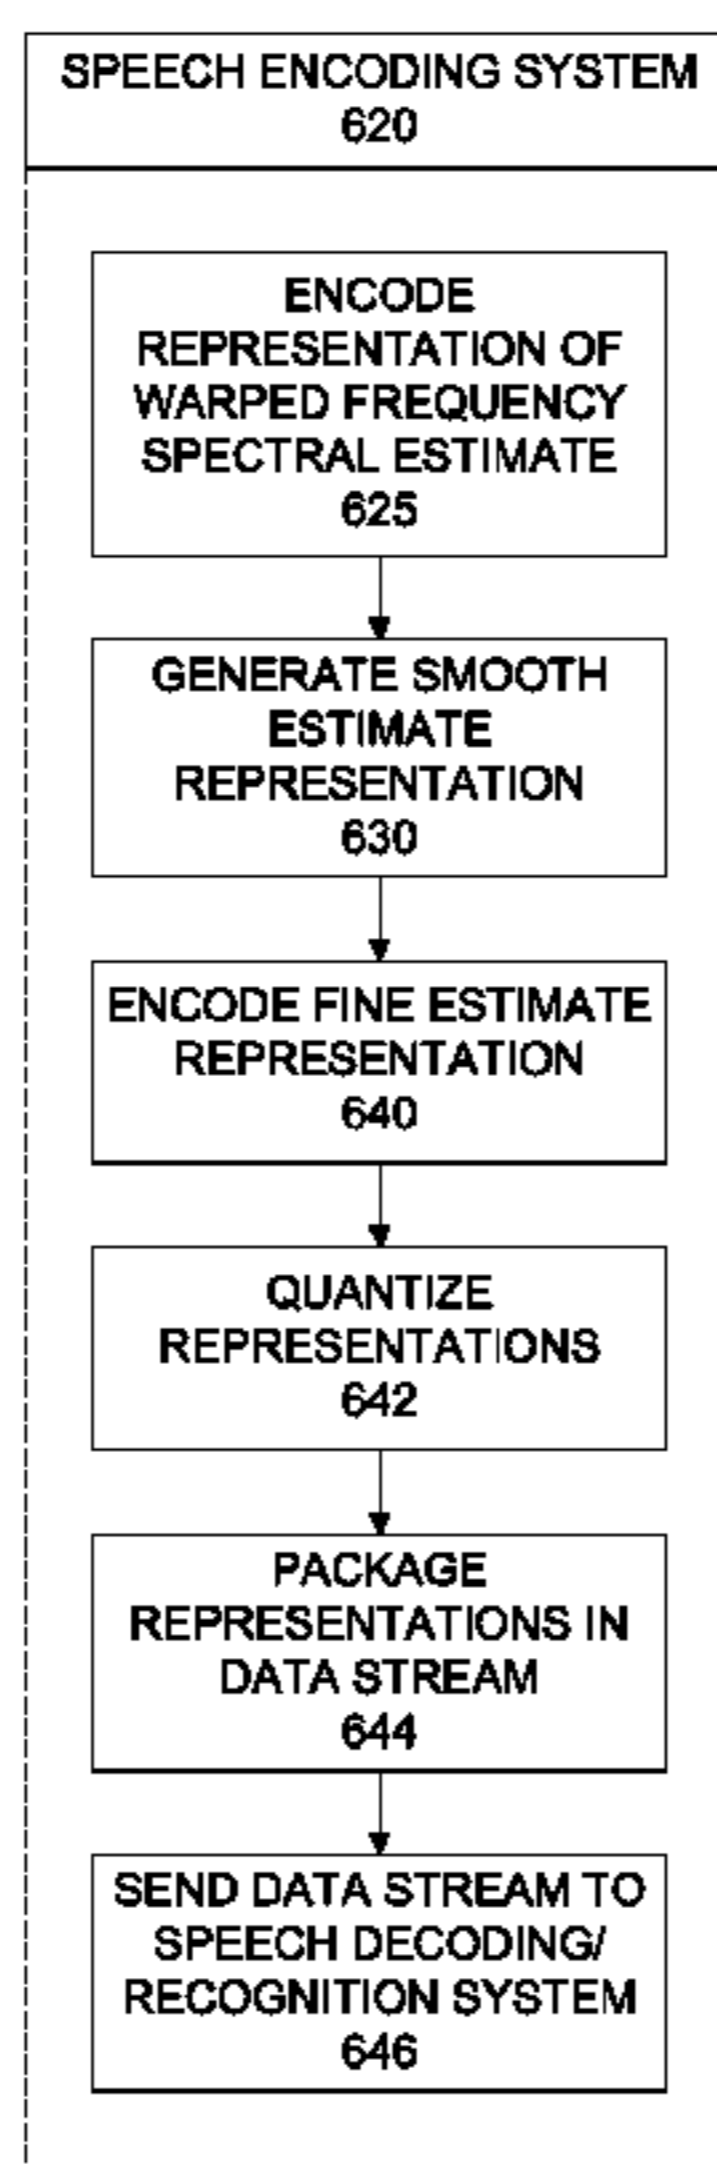 SPEECH ENCODING SYSTEM
620
ENCODE
REPRESENTATION OF
WARPED FREQUENCY
SPECTRAL ESTIMATE
625
GENERATE SMOOTH
ESTIMATE
REPRESENTATION
630
ENCODE FINE ESTIMATE
REPRESENTATION
640
QUANTIZE
REPRESENTATIONS
642
PACKAGE
REPRESENTATIONS IN
DATA STREAM
644
SEND DATA STREAM TO
SPEECH DECODING/
RECOGNITION SYSTEM
646